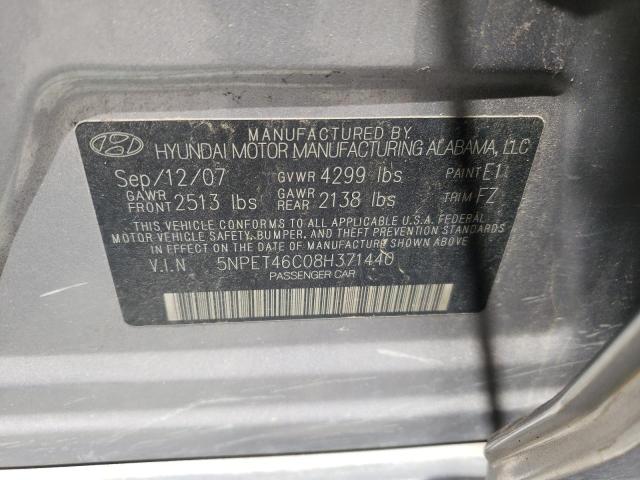 MANUFACTURED BY
HYUNDAI MOTOR MANUFACTURING ALABAMA, LLC
Sep/12/07 GVWR 4299 lbs PAINT E1
GAWR FRONT 2513 lbs GAWR REAR 2138 lbs TRIM FZ
THIS VEHICLE CONFORMS TO ALL APPLICABLE U.S.A. FEDERAL
MOTOR VEHICLE SAFETY, BUMPER, AND THEFT PREVENTION STANDARDS
IN EFFECT ON THE DATE OF MANUFACTURE SHOWN ABOVE.
V.I.N 5NPET46C08H371440
PASSENGER CAR